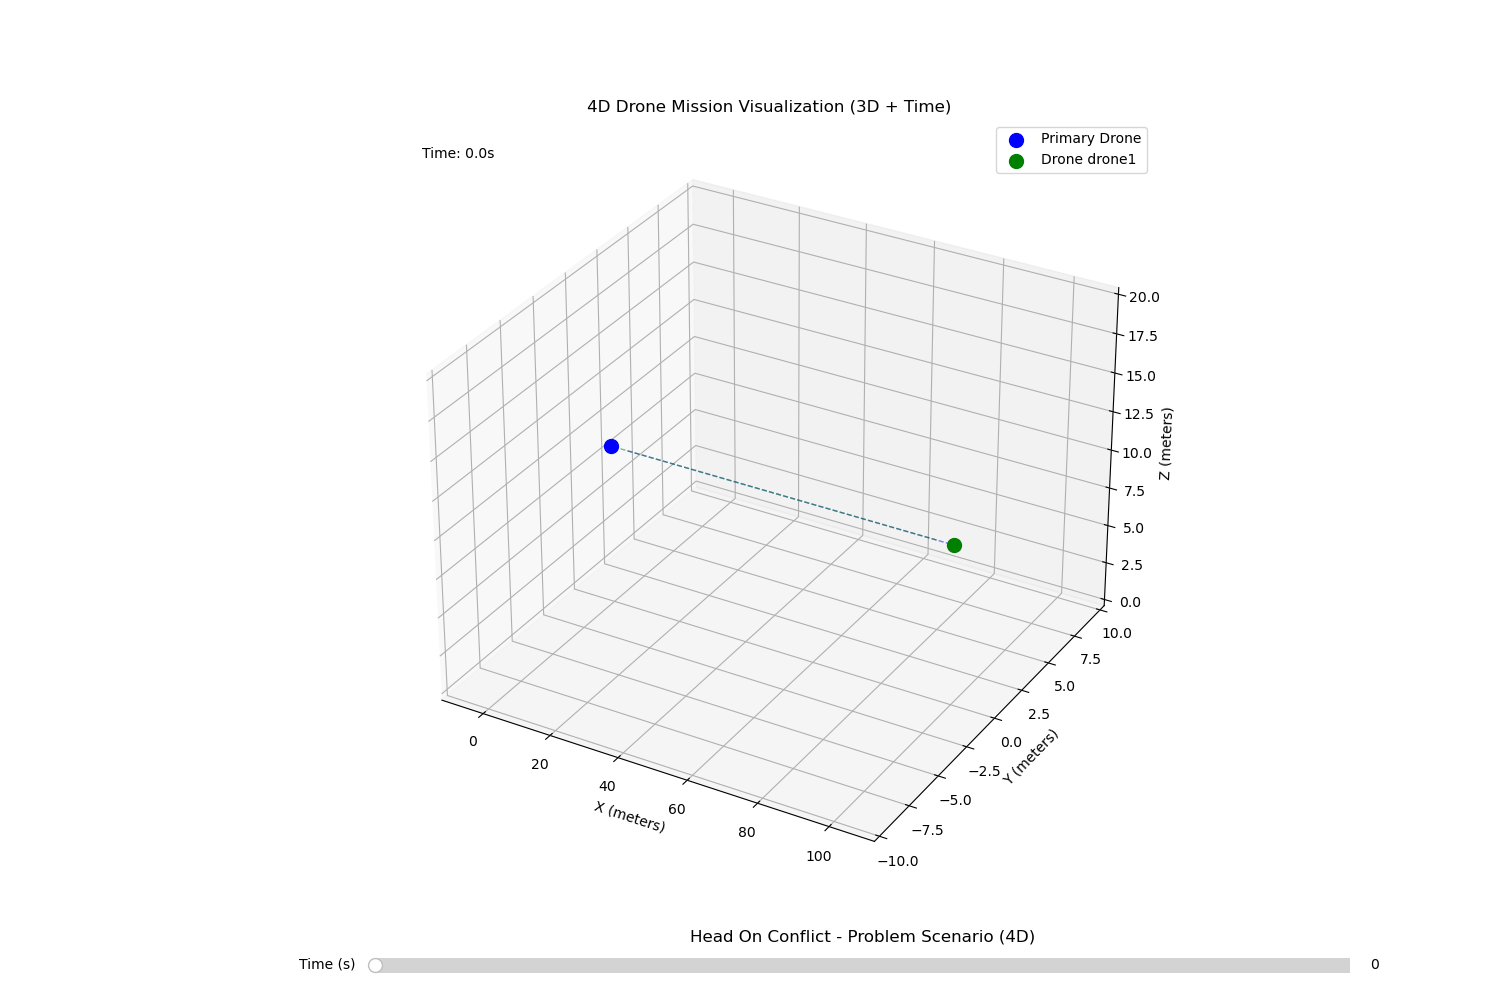 4D Drone Mission Visualization (3D + Time)
Primary Drone
Drone drone1
Time: 0.0s
20.0
17.5
15.0
12.5
10.0
7.5
5.0
2.5
0.0
Z (meters)
10.0
7.5
5.0
2.5
0.0
−2.5
−5.0
−7.5
−10.0
Y (meters)
0
20
40
60
80
100
X (meters)
Head On Conflict - Problem Scenario (4D)
Time (s) 0